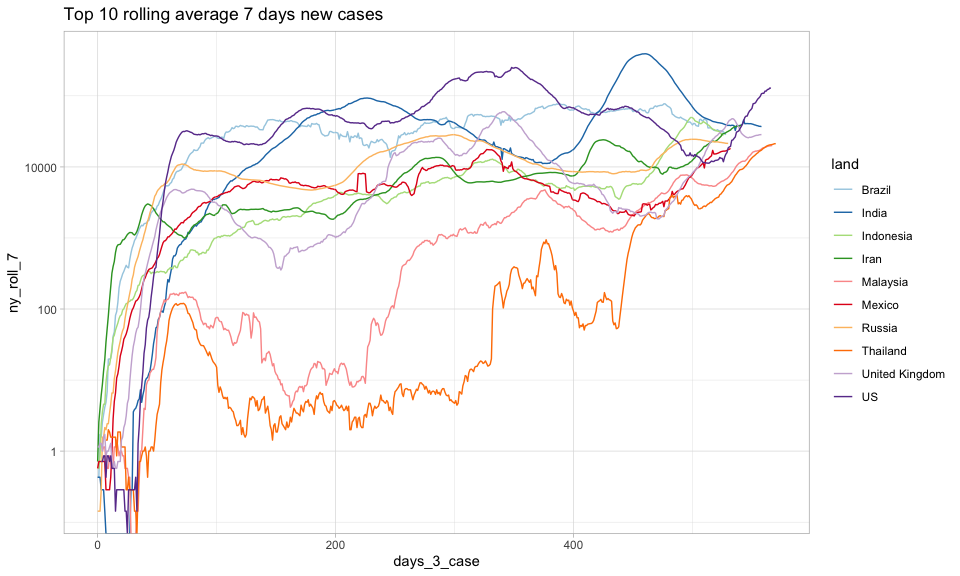 Top 10 rolling average 7 days new cases
ny_roll_7
10000
100
1
0
200
400
days_3_case
land
Brazil
India
Indonesia
Iran
Malaysia
Mexico
Russia
Thailand
United Kingdom
US